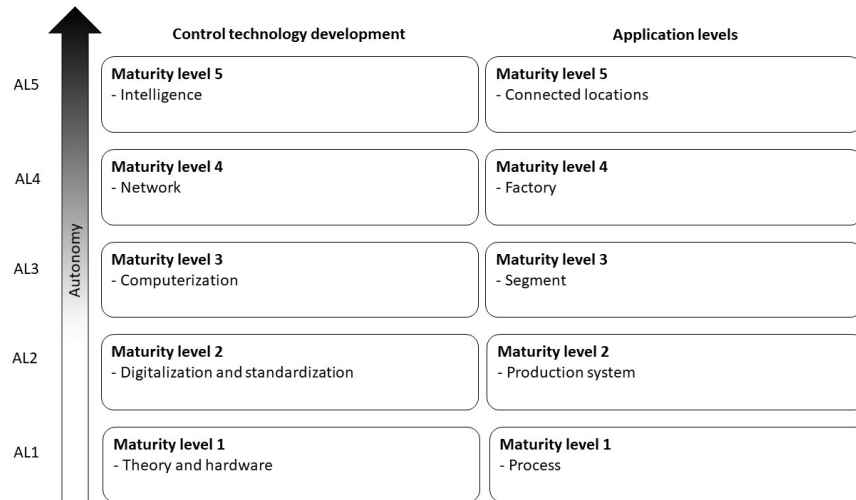 Control technology development
Application levels
AL5
Maturity level 5
- Intelligence
Maturity level 5
- Connected locations
AL4
Maturity level 4
- Network
Maturity level 4
- Factory
Autonomy
AL3
Maturity level 3
- Computerization
Maturity level 3
- Segment
AL2
Maturity level 2
- Digitalization and standardization
Maturity level 2
- Production system
AL1
Maturity level 1
- Theory and hardware
Maturity level 1
- Process